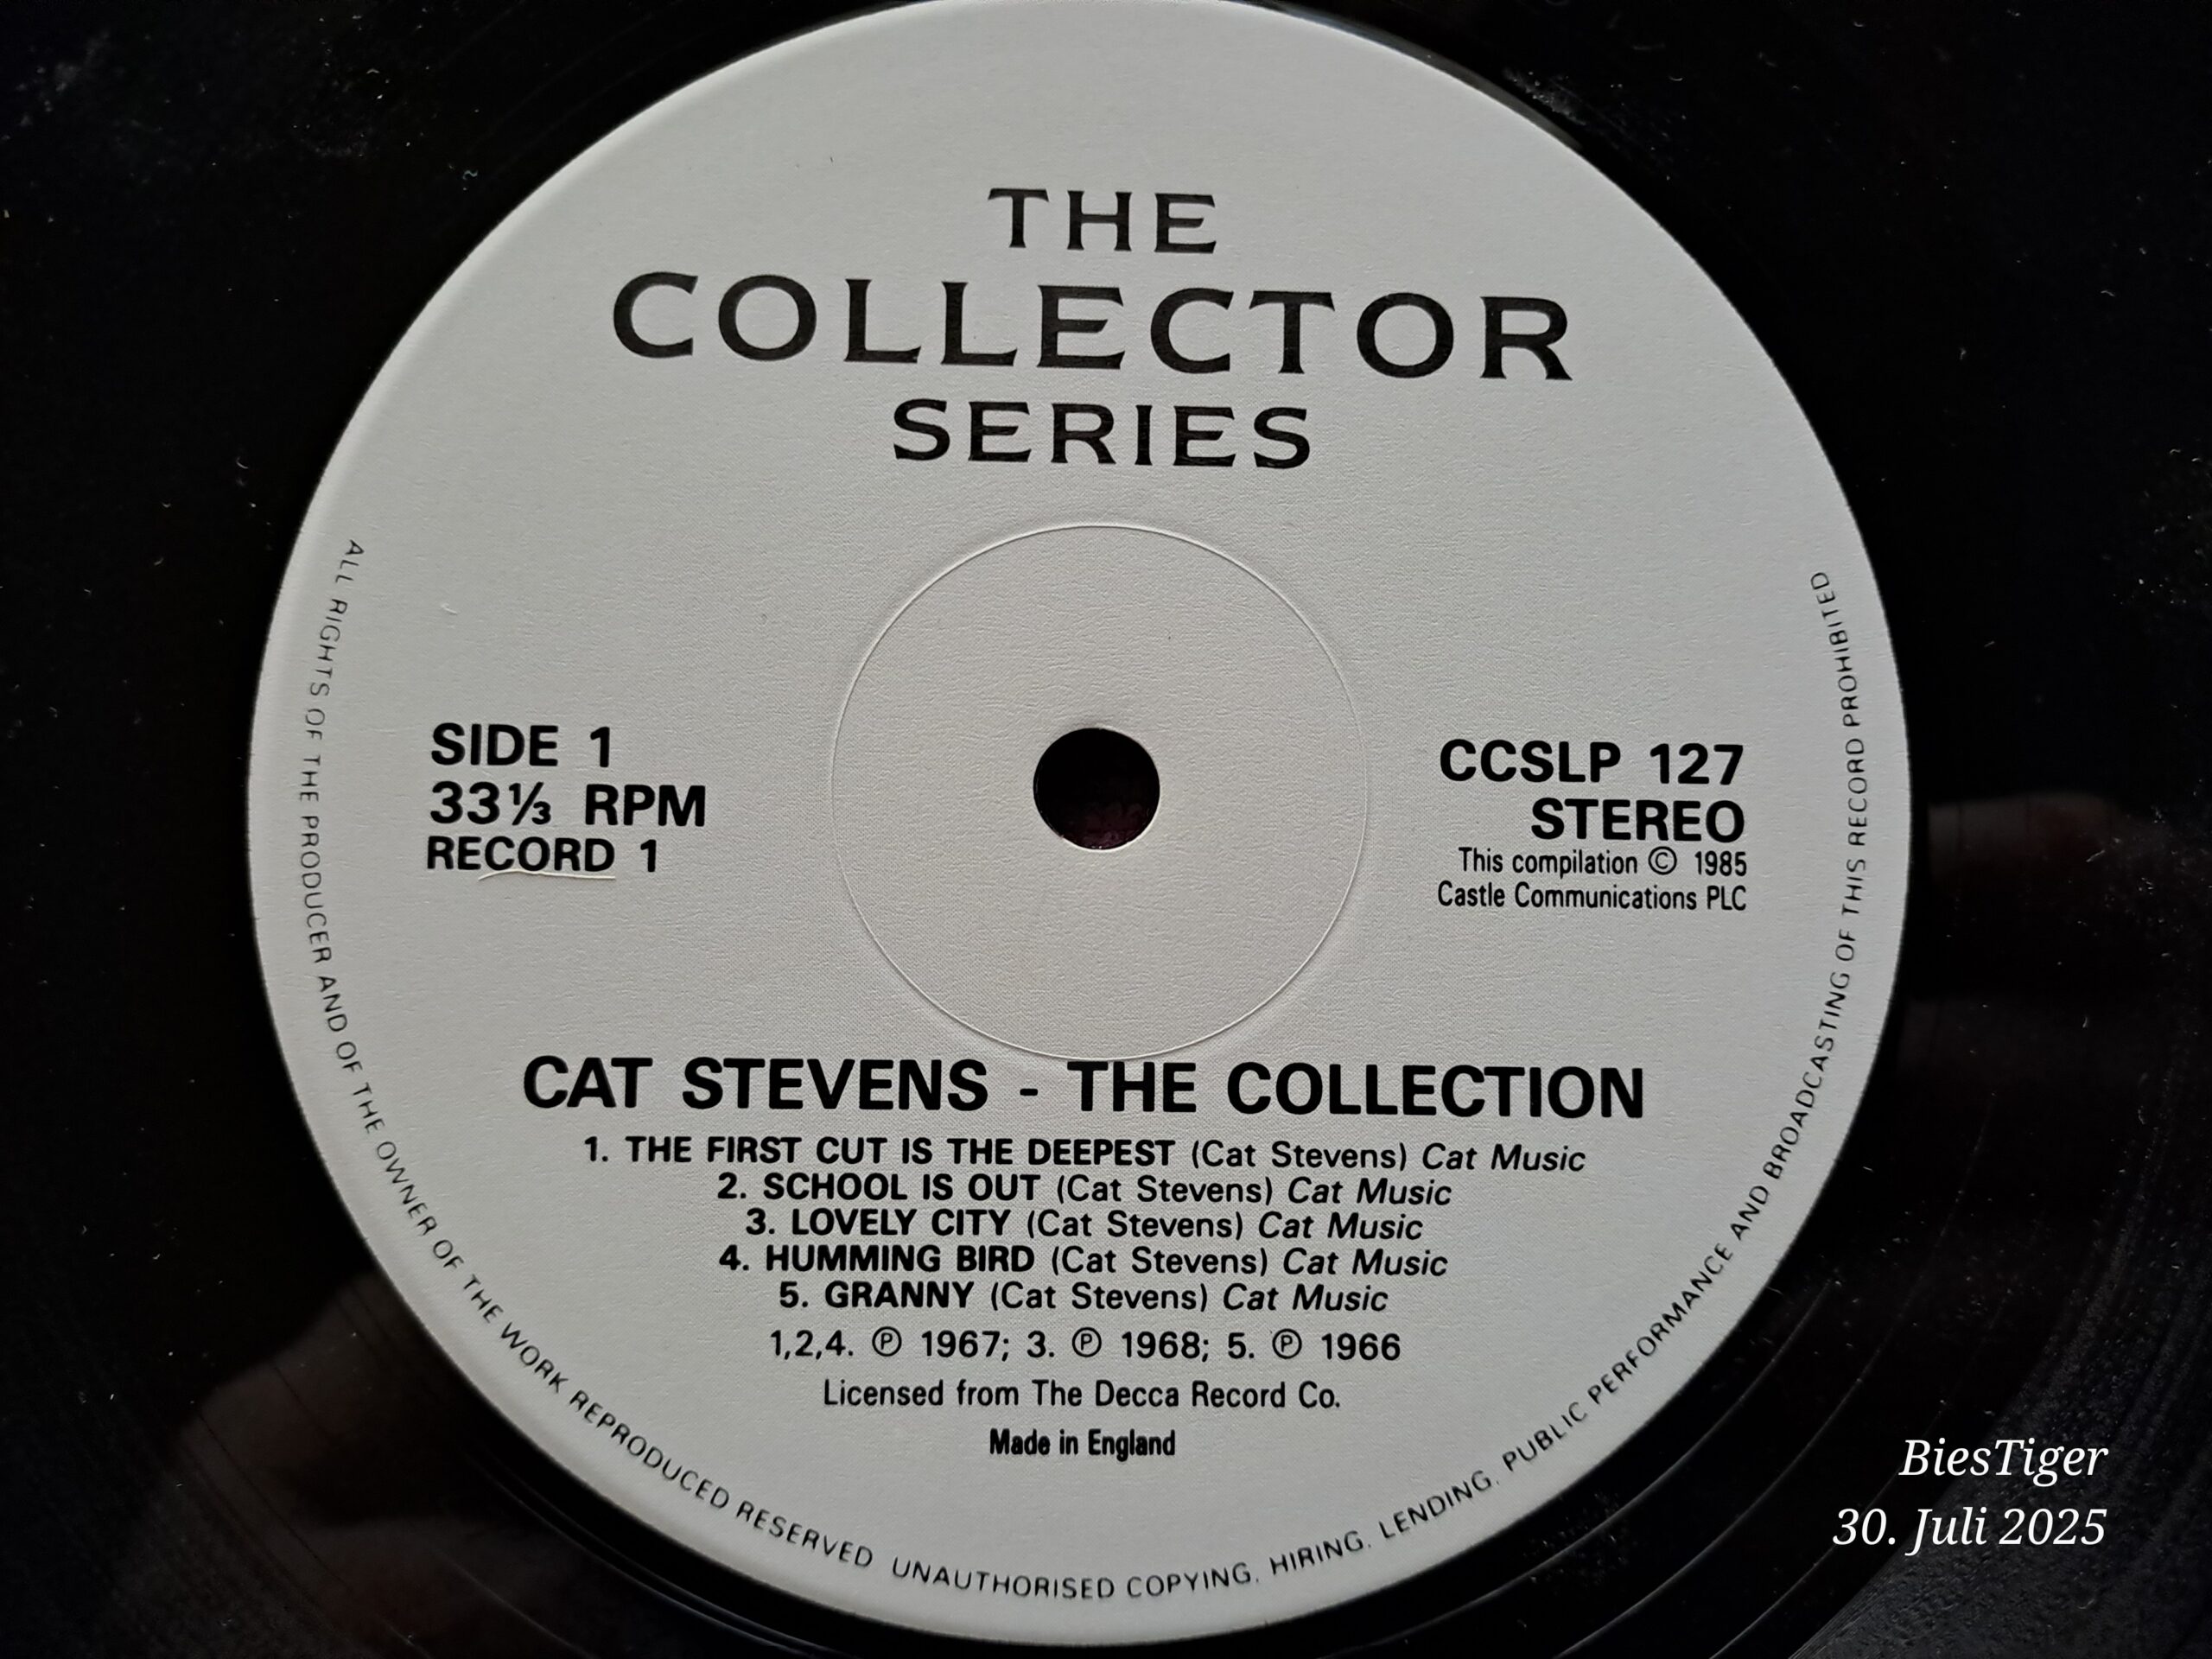 THE
COLLECTOR
SERIES
SIDE 1
33⅓ RPM
RECORD 1
CCSLP 127
STEREO
This compilation © 1985
Castle Communications PLC
CAT STEVENS - THE COLLECTION
1. THE FIRST CUT IS THE DEEPEST (Cat Stevens) Cat Music
2. SCHOOL IS OUT (Cat Stevens) Cat Music
3. LOVELY CITY (Cat Stevens) Cat Music
4. HUMMING BIRD (Cat Stevens) Cat Music
5. GRANNY (Cat Stevens) Cat Music
1,2,4. ℗ 1967; 3. ℗ 1968; 5. ℗ 1966
Licensed from The Decca Record Co.
Made in England
ALL RIGHTS OF THE PRODUCER AND OF THE OWNER OF THE WORK REPRODUCED RESERVED UNAUTHORISED COPYING, HIRING, LENDING, PUBLIC PERFORMANCE AND BROADCASTING OF THIS RECORD PROHIBITED
BiesTiger
30. Juli 2025